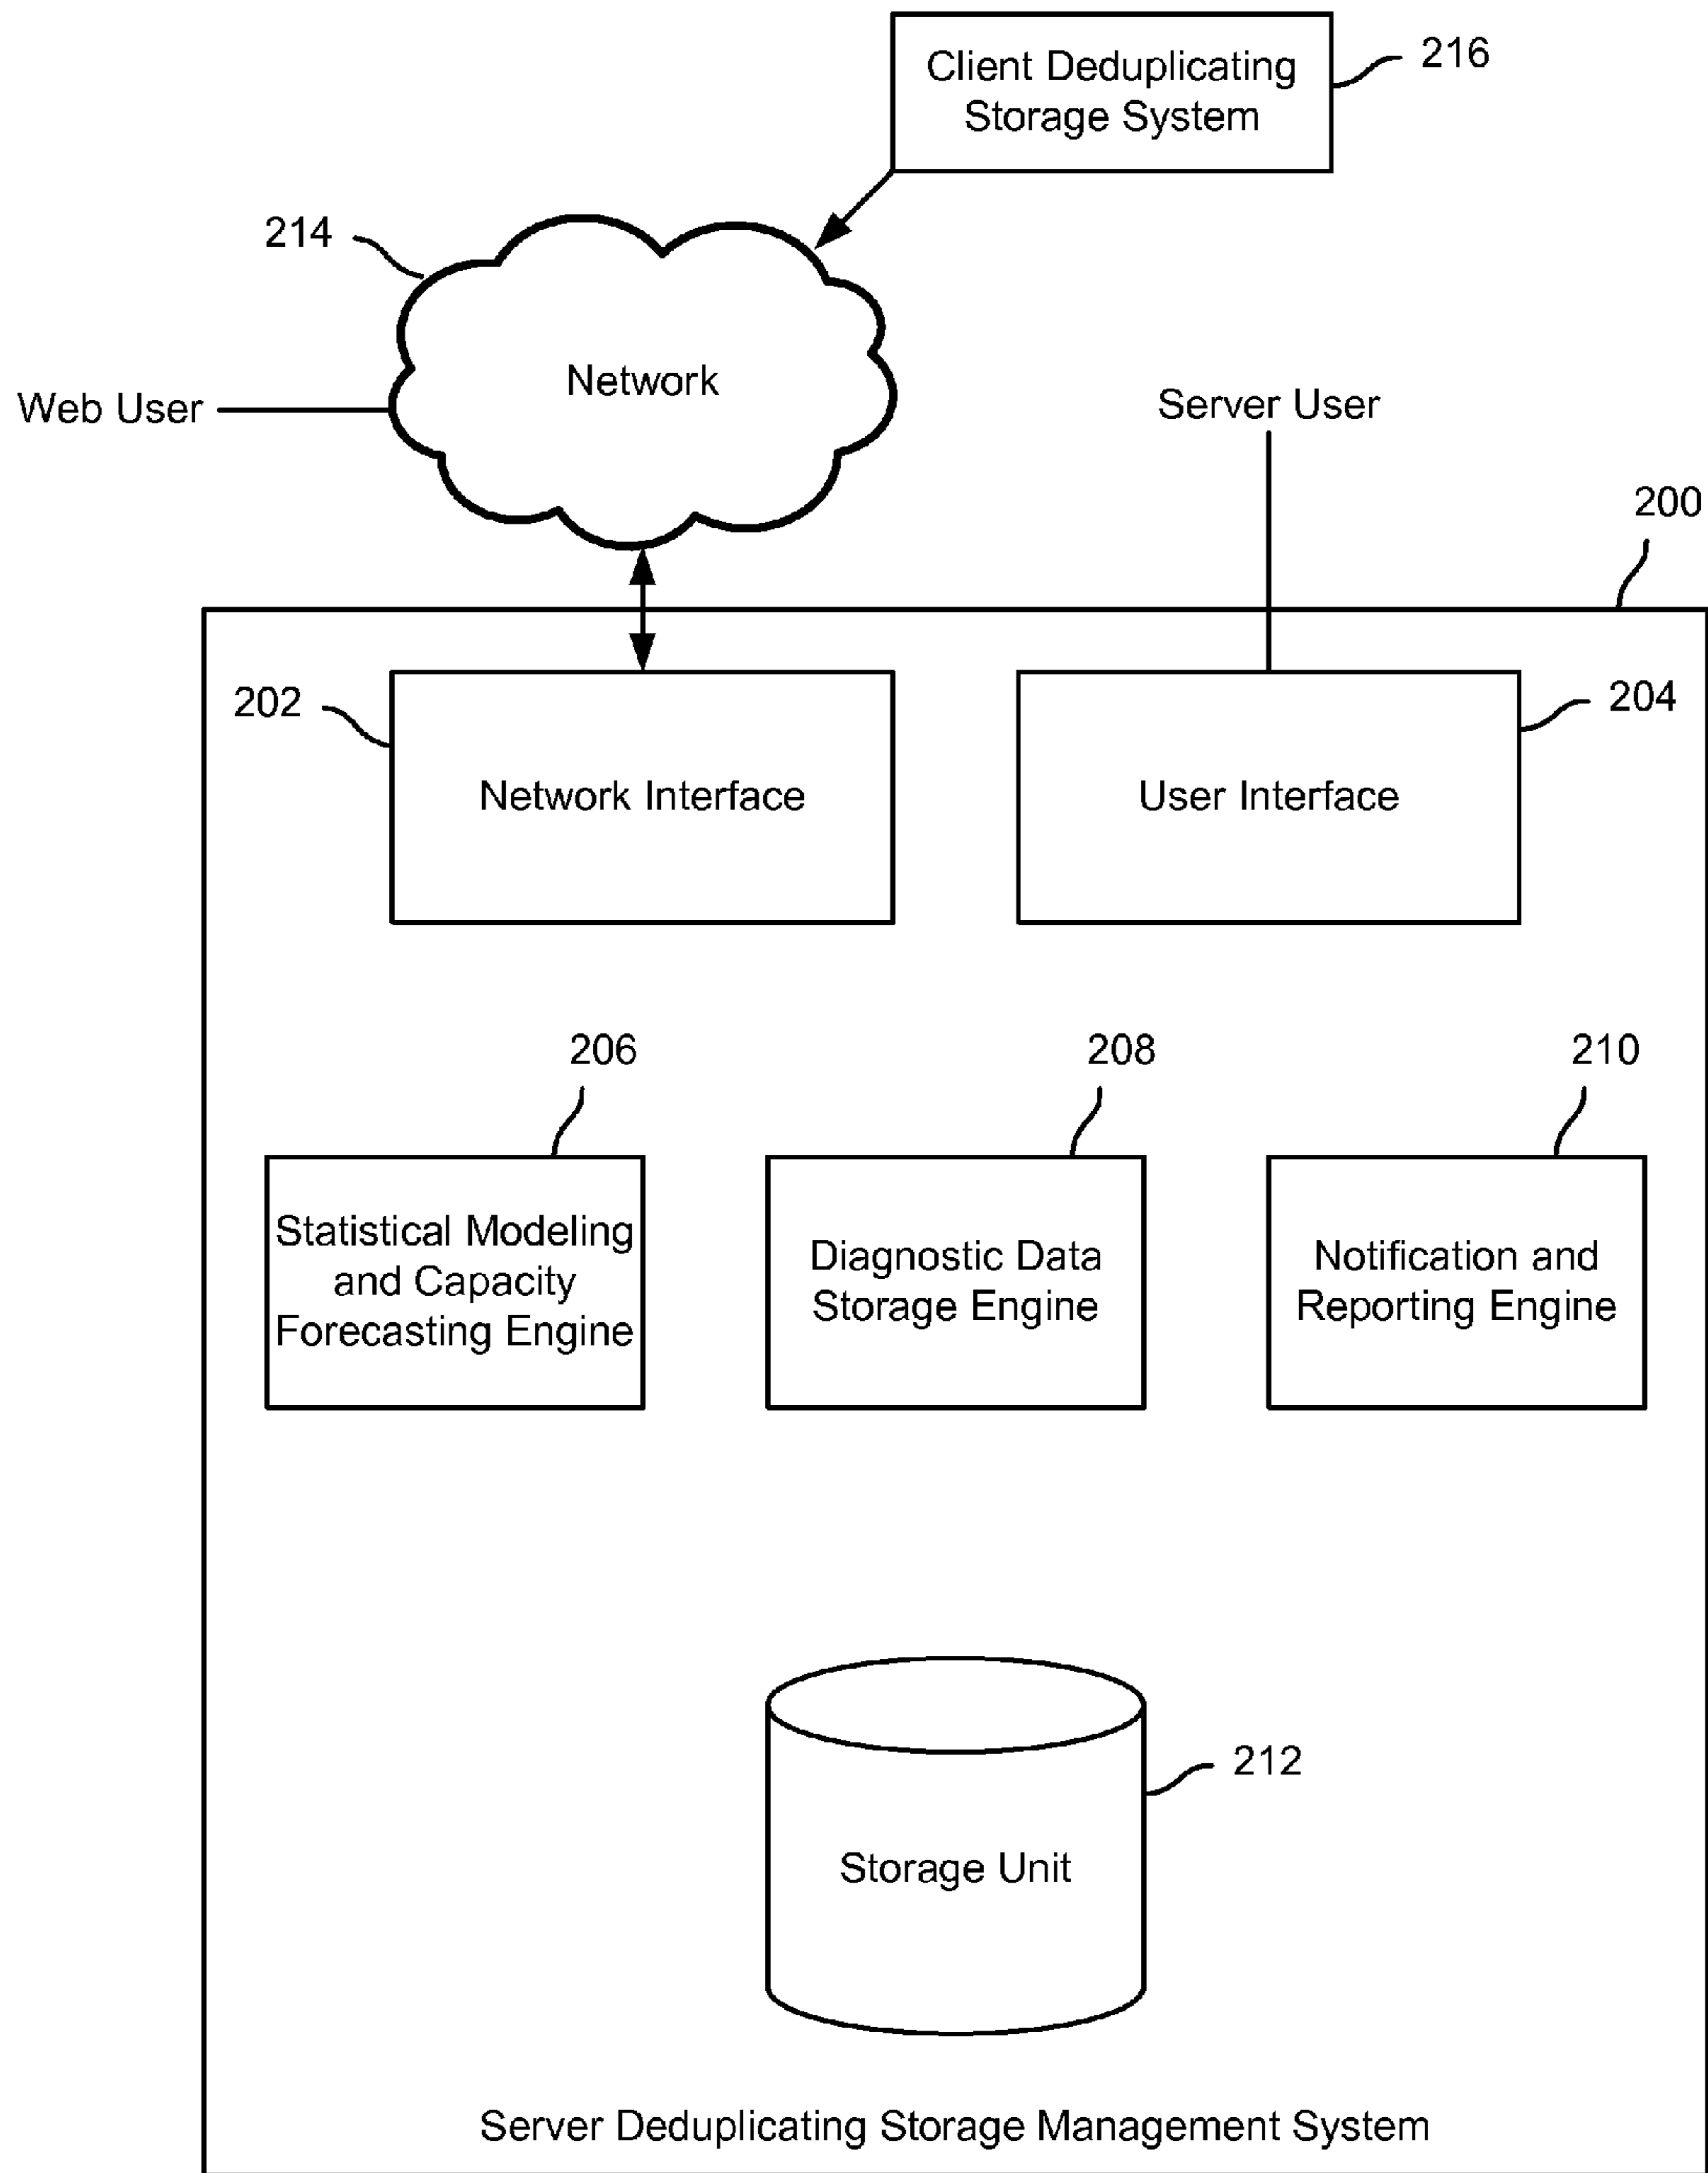 Client Deduplicating
Storage System
216
214
Network
Web User
Server User
200
202
204
Network Interface
User Interface
206
208
210
Statistical Modeling
and Capacity
Forecasting Engine
Diagnostic Data
Storage Engine
Notification and
Reporting Engine
212
Storage Unit
Server Deduplicating Storage Management System